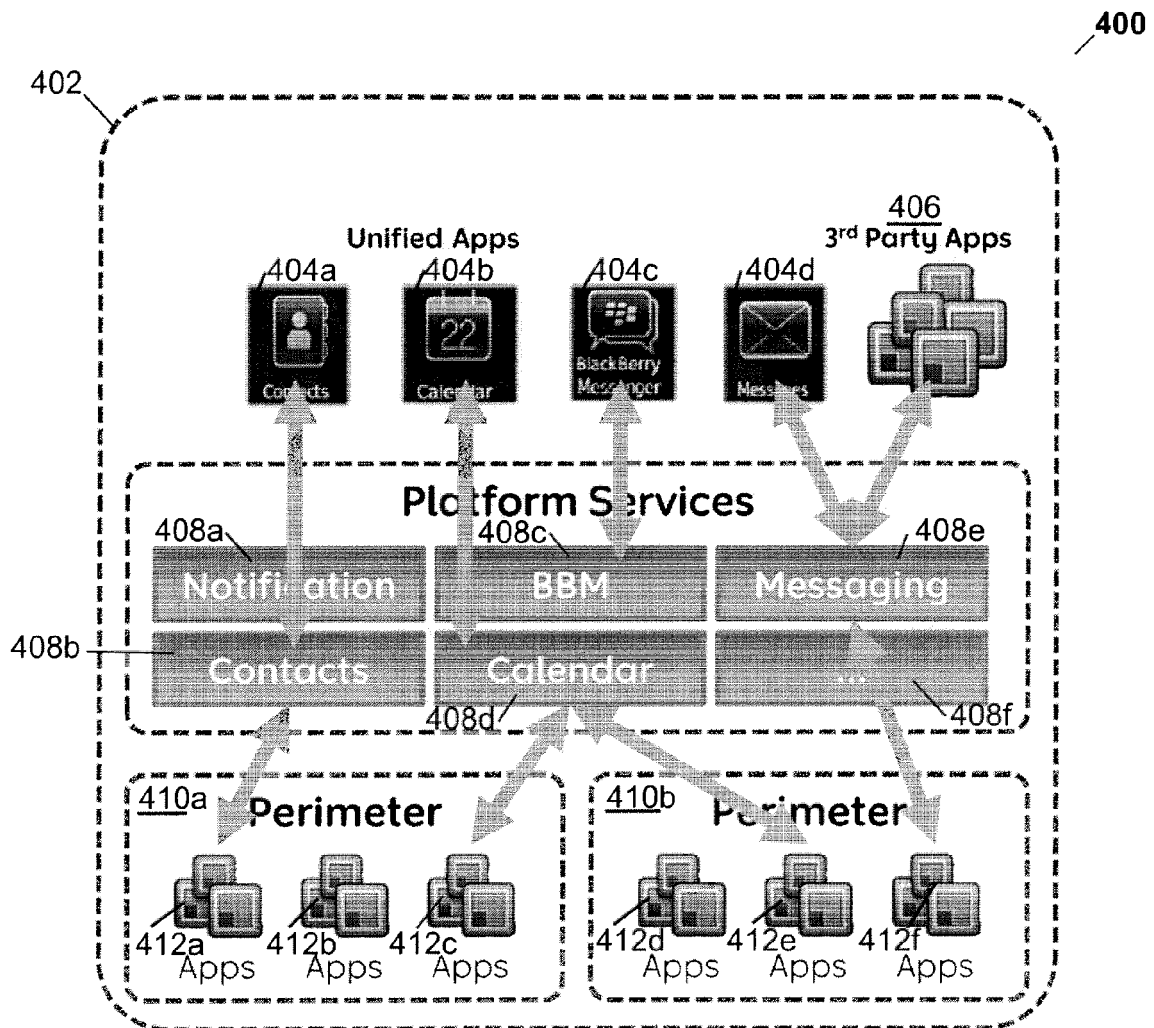 400
402
406
Unified Apps
3rd Party Apps
404a
404b
404c
404d
22
Contacts
Calendar
BlackBerry
Messenger
Messages
Platform Services
408a
408c
408e
Notification
BBM
Messaging
408b
Contacts
Calendar
...
408d
408f
410a
Perimeter
410b
Perimeter
412a
412b
412c
412d
412e
412f
Apps
Apps
Apps
Apps
Apps
Apps